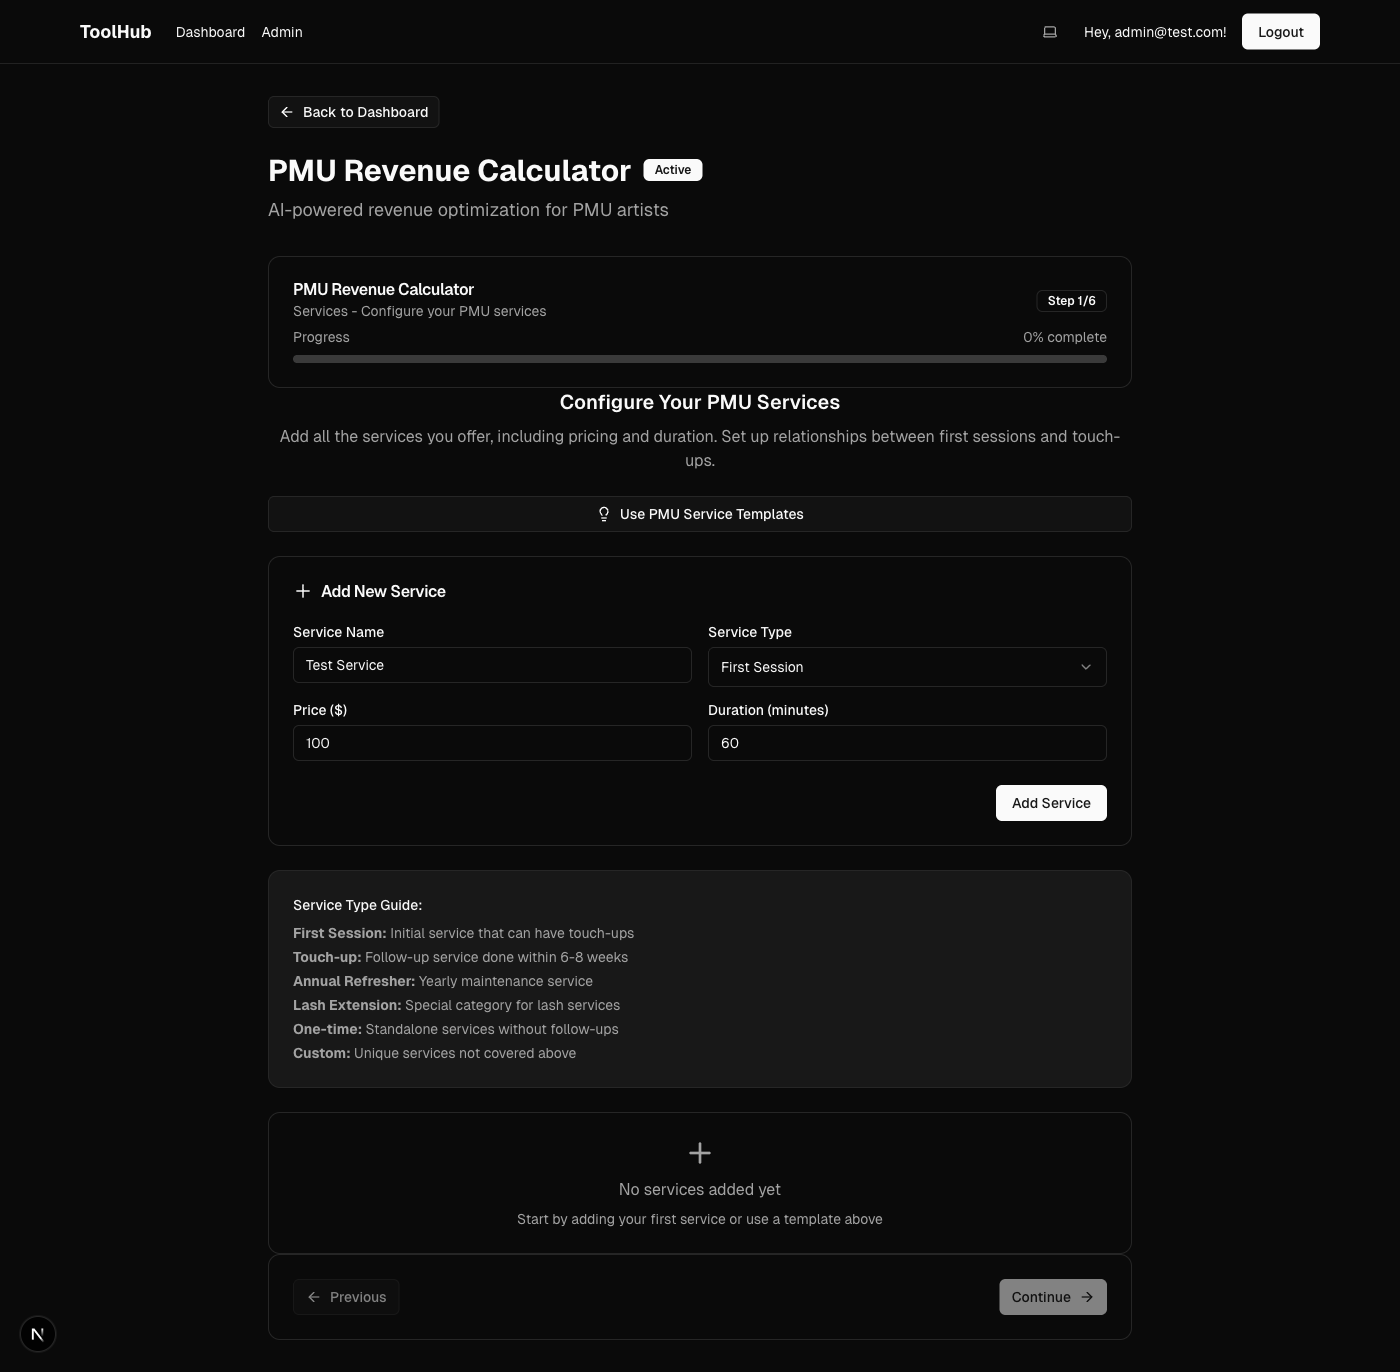 ToolHub Dashboard Admin Hey, admin@test.com! Logout
Back to Dashboard
PMU Revenue Calculator Active
AI-powered revenue optimization for PMU artists
PMU Revenue Calculator
Services - Configure your PMU services
Step 1/6
Progress 0% complete
Configure Your PMU Services
Add all the services you offer, including pricing and duration. Set up relationships between first sessions and touch-
ups.
Use PMU Service Templates
Add New Service
Service Name
Test Service
Service Type
First Session
Price ($)
100
Duration (minutes)
60
Add Service
Service Type Guide:
First Session: Initial service that can have touch-ups
Touch-up: Follow-up service done within 6-8 weeks
Annual Refresher: Yearly maintenance service
Lash Extension: Special category for lash services
One-time: Standalone services without follow-ups
Custom: Unique services not covered above
No services added yet
Start by adding your first service or use a template above
Previous Continue
N